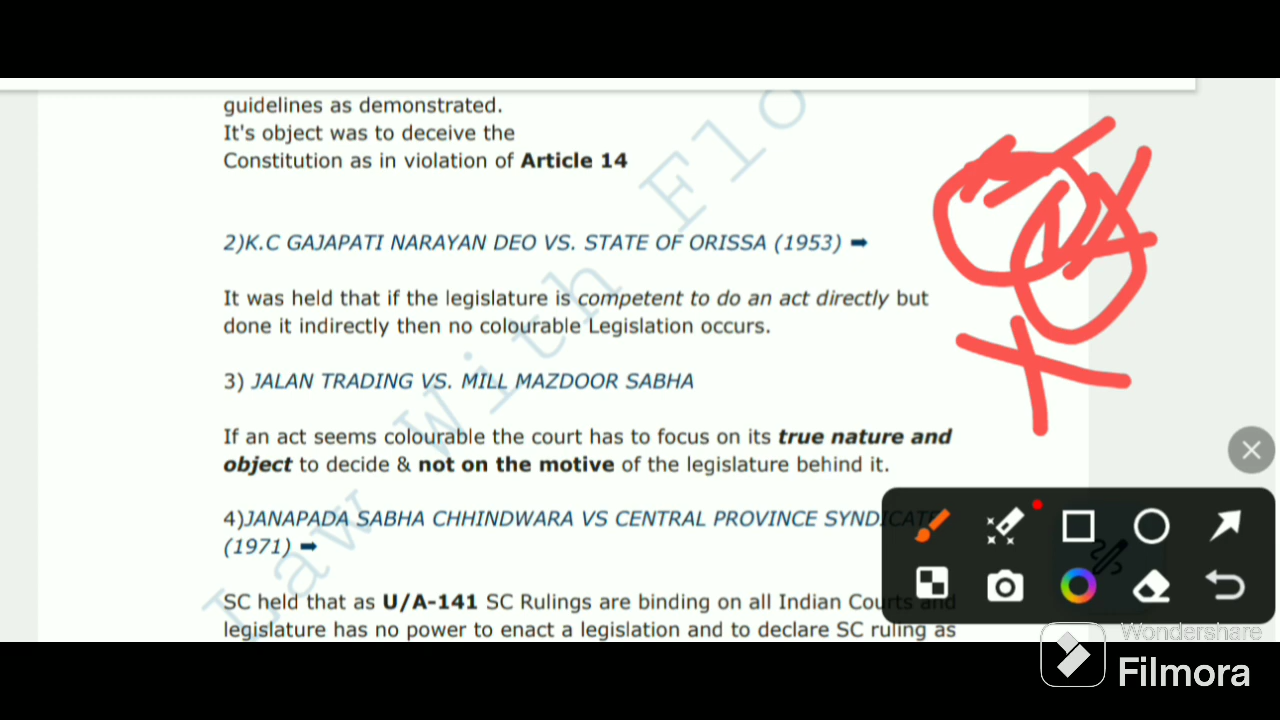 guidelines as demonstrated.
It's object was to deceive the
Constitution as in violation of Article 14
2)K.C GAJAPATI NARAYAN DEO VS. STATE OF ORISSA (1953) ➡
It was held that if the legislature is competent to do an act directly but
done it indirectly then no colourable Legislation occurs.
3) JALAN TRADING VS. MILL MAZDOOR SABHA
If an act seems colourable the court has to focus on its true nature and
object to decide & not on the motive of the legislature behind it.
4)JANAPADA SABHA CHHINDWARA VS CENTRAL PROVINCE SYNDICATE
(1971) ➡
SC held that as U/A-141 SC Rulings are binding on all Indian Courts and
legislature has no power to enact a legislation and to declare SC ruling as
Law With Flo
Wondershare
Filmora